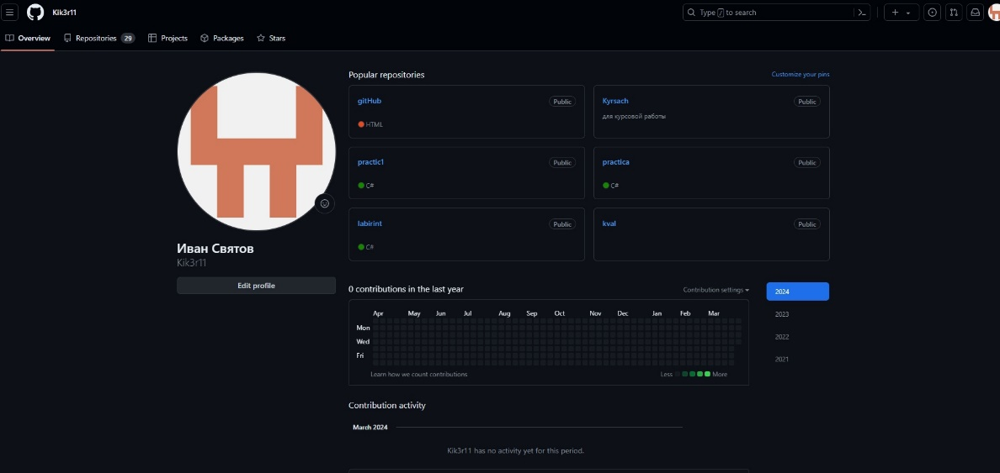 Kik3r11
Type / to search
Overview Repositories 29 Projects Packages Stars
Popular repositories Customize your pins
gitHub Public
HTML
Kyrsach Public
для курсовой работы
practic1 Public
C#
practica Public
C#
labirint Public
C#
kval Public
Иван Святов
Kik3r11
Edit profile
0 contributions in the last year Contribution settings
2024
2023
2022
2021
Apr May Jun Jul Aug Sep Oct Nov Dec Jan Feb Mar
Mon
Wed
Fri
Learn how we count contributions Less More
Contribution activity
March 2024
Kik3r11 has no activity yet for this period.